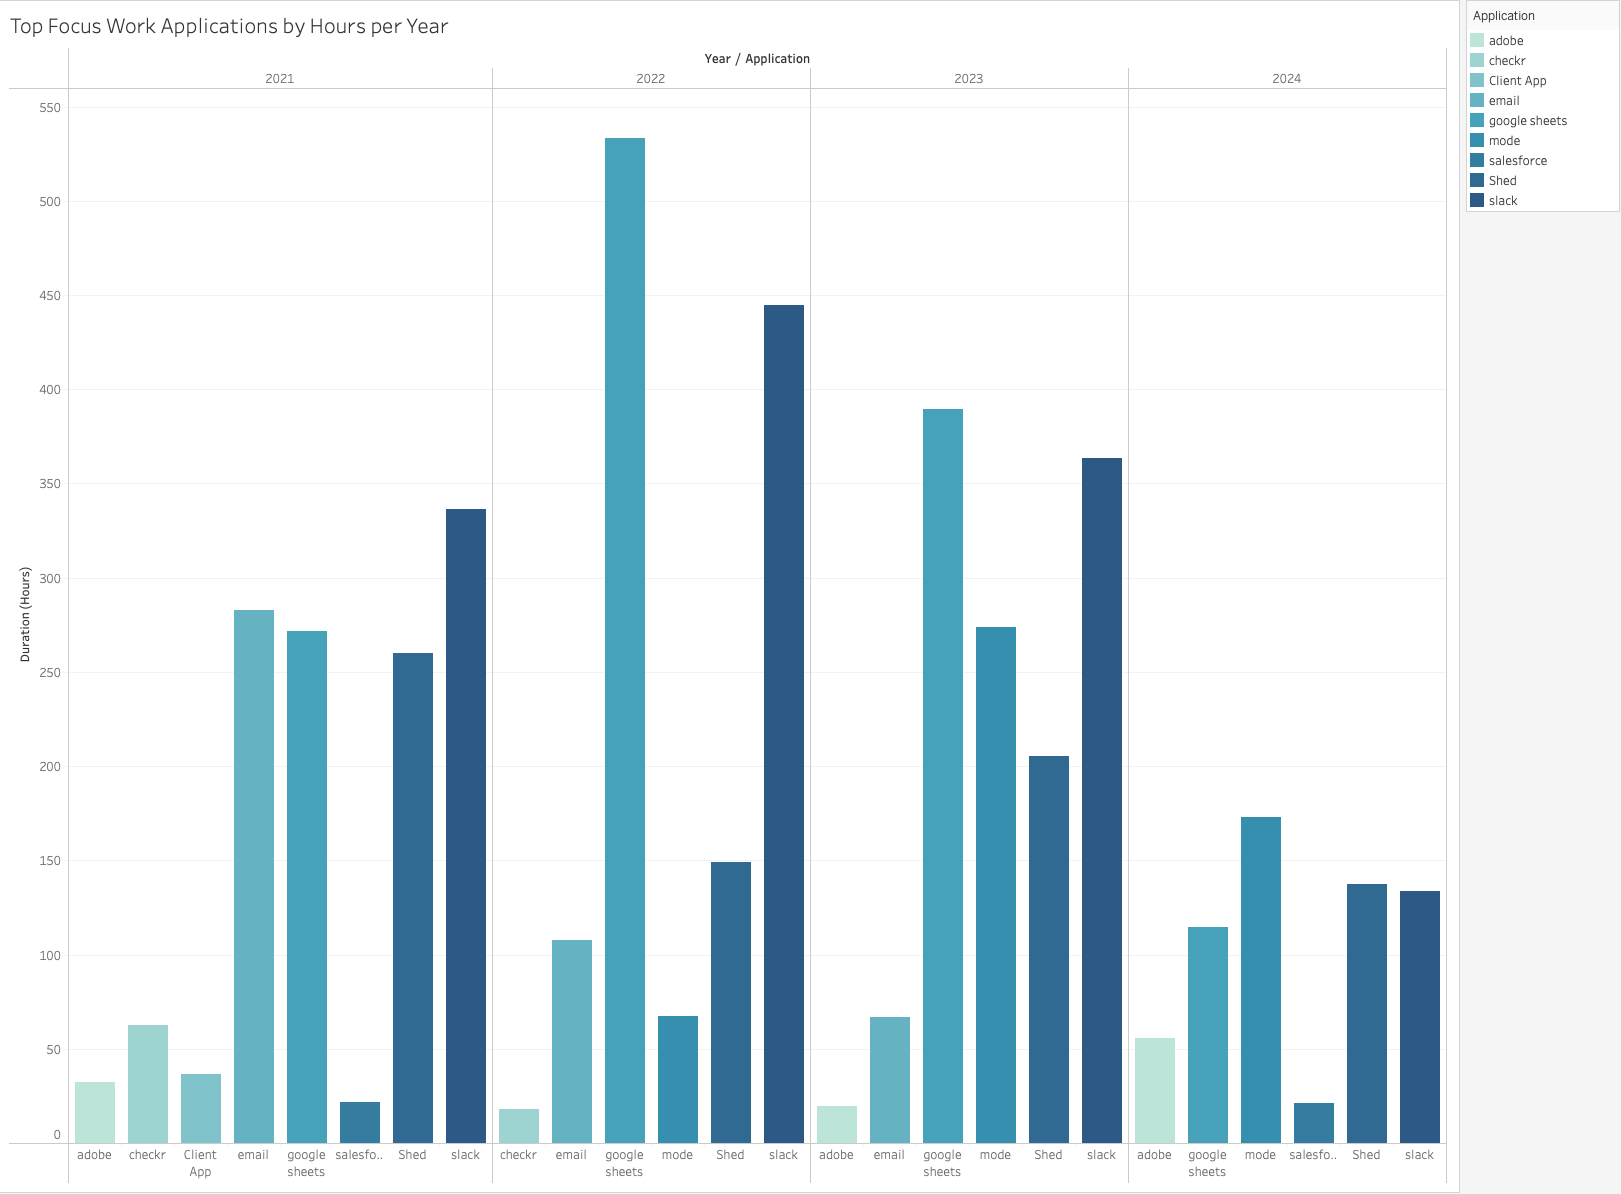 Top Focus Work Applications by Hours per Year
Year / Application
2021 2022 2023 2024
550
500
450
400
350
300
250
200
150
100
50
0
Duration (Hours)
adobe checkr Client App email google sheets salesfo.. Shed slack
checkr email google sheets mode Shed slack
adobe email google sheets mode Shed slack
adobe google sheets mode salesfo.. Shed slack
Application
adobe
checkr
Client App
email
google sheets
mode
salesforce
Shed
slack